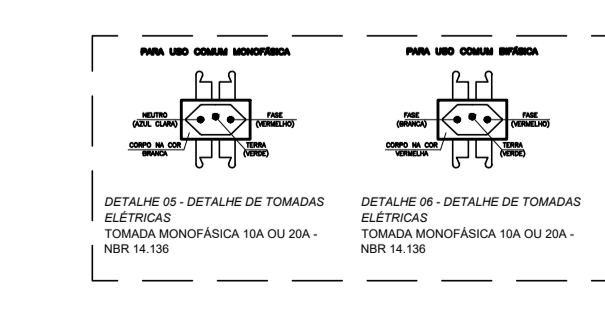 PARA USO COMUM MONOFÁSICA
NEUTRO
(AZUL CLARA)
FASE
(VERMELHO)
CORPO NA COR
BRANCA
TERRA
(VERDE)
DETALHE 05 - DETALHE DE TOMADAS
ELÉTRICAS
TOMADA MONOFÁSICA 10A OU 20A -
NBR 14.136
PARA USO COMUM BIFÁSICA
FASE
(BRANCA)
FASE
(VERMELHO)
CORPO NA COR
VERMELHA
TERRA
(VERDE)
DETALHE 06 - DETALHE DE TOMADAS
ELÉTRICAS
TOMADA MONOFÁSICA 10A OU 20A -
NBR 14.136